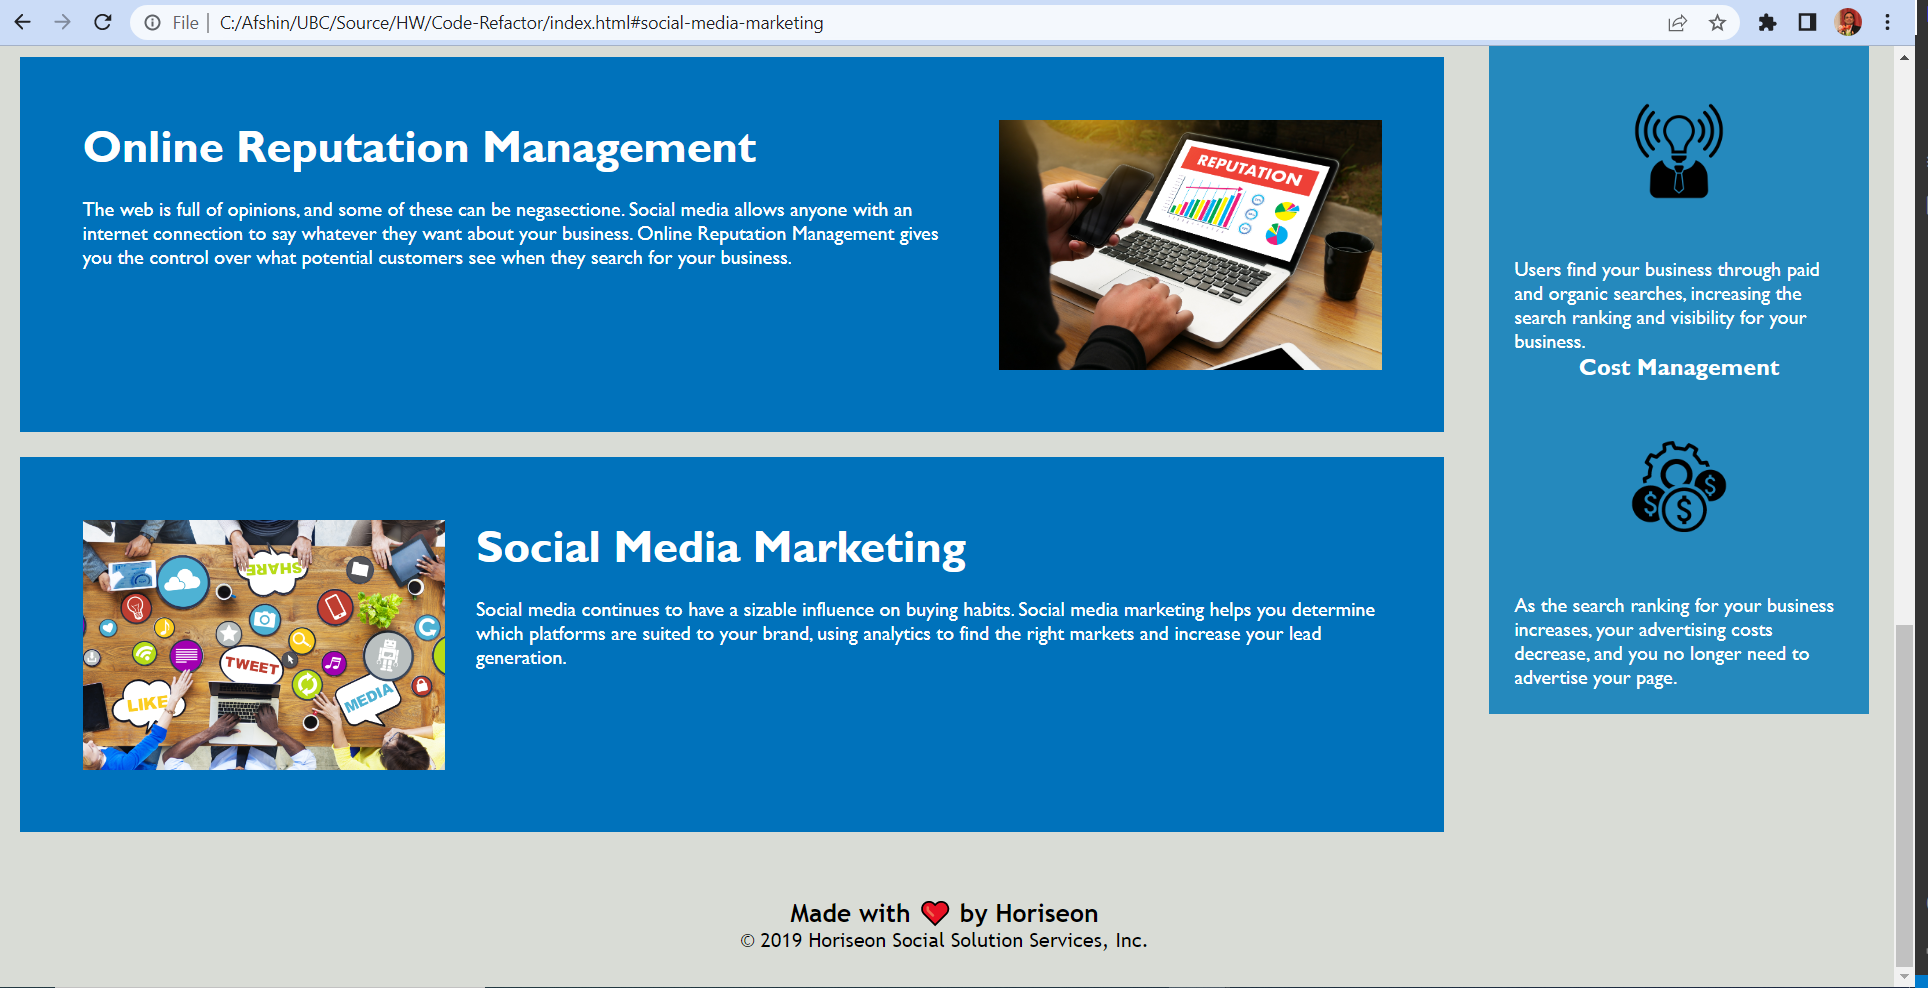 File | C:/Afshin/UBC/Source/HW/Code-Refactor/index.html#social-media-marketing
Online Reputation Management
The web is full of opinions, and some of these can be negasectione. Social media allows anyone with an
internet connection to say whatever they want about your business. Online Reputation Management gives
you the control over what potential customers see when they search for your business.
REPUTATION
Social Media Marketing
Social media continues to have a sizable influence on buying habits. Social media marketing helps you determine
which platforms are suited to your brand, using analytics to find the right markets and increase your lead
generation.
SHARE
TWEET
LIKE
MEDIA
Users find your business through paid
and organic searches, increasing the
search ranking and visibility for your
business.
Cost Management
$ $ $
As the search ranking for your business
increases, your advertising costs
decrease, and you no longer need to
advertise your page.
Made with ❤️ by Horiseon
© 2019 Horiseon Social Solution Services, Inc.